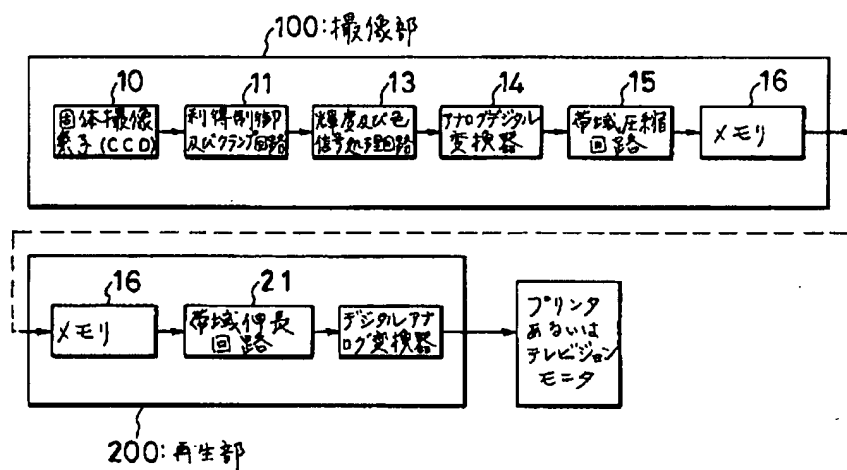 100:撮像部
10
固体撮像
素子(CCD)
11
利得制御
及びクランプ回路
13
輝度及び色
信号処理回路
14
アナログデジタル
変換器
15
帯域圧縮
回路
16
メモリ
16
メモリ
21
帯域伸長
回路
デジタルアナ
ログ変換器
プリンタ
あるいは
テレビジョン
モニタ
200:再生部